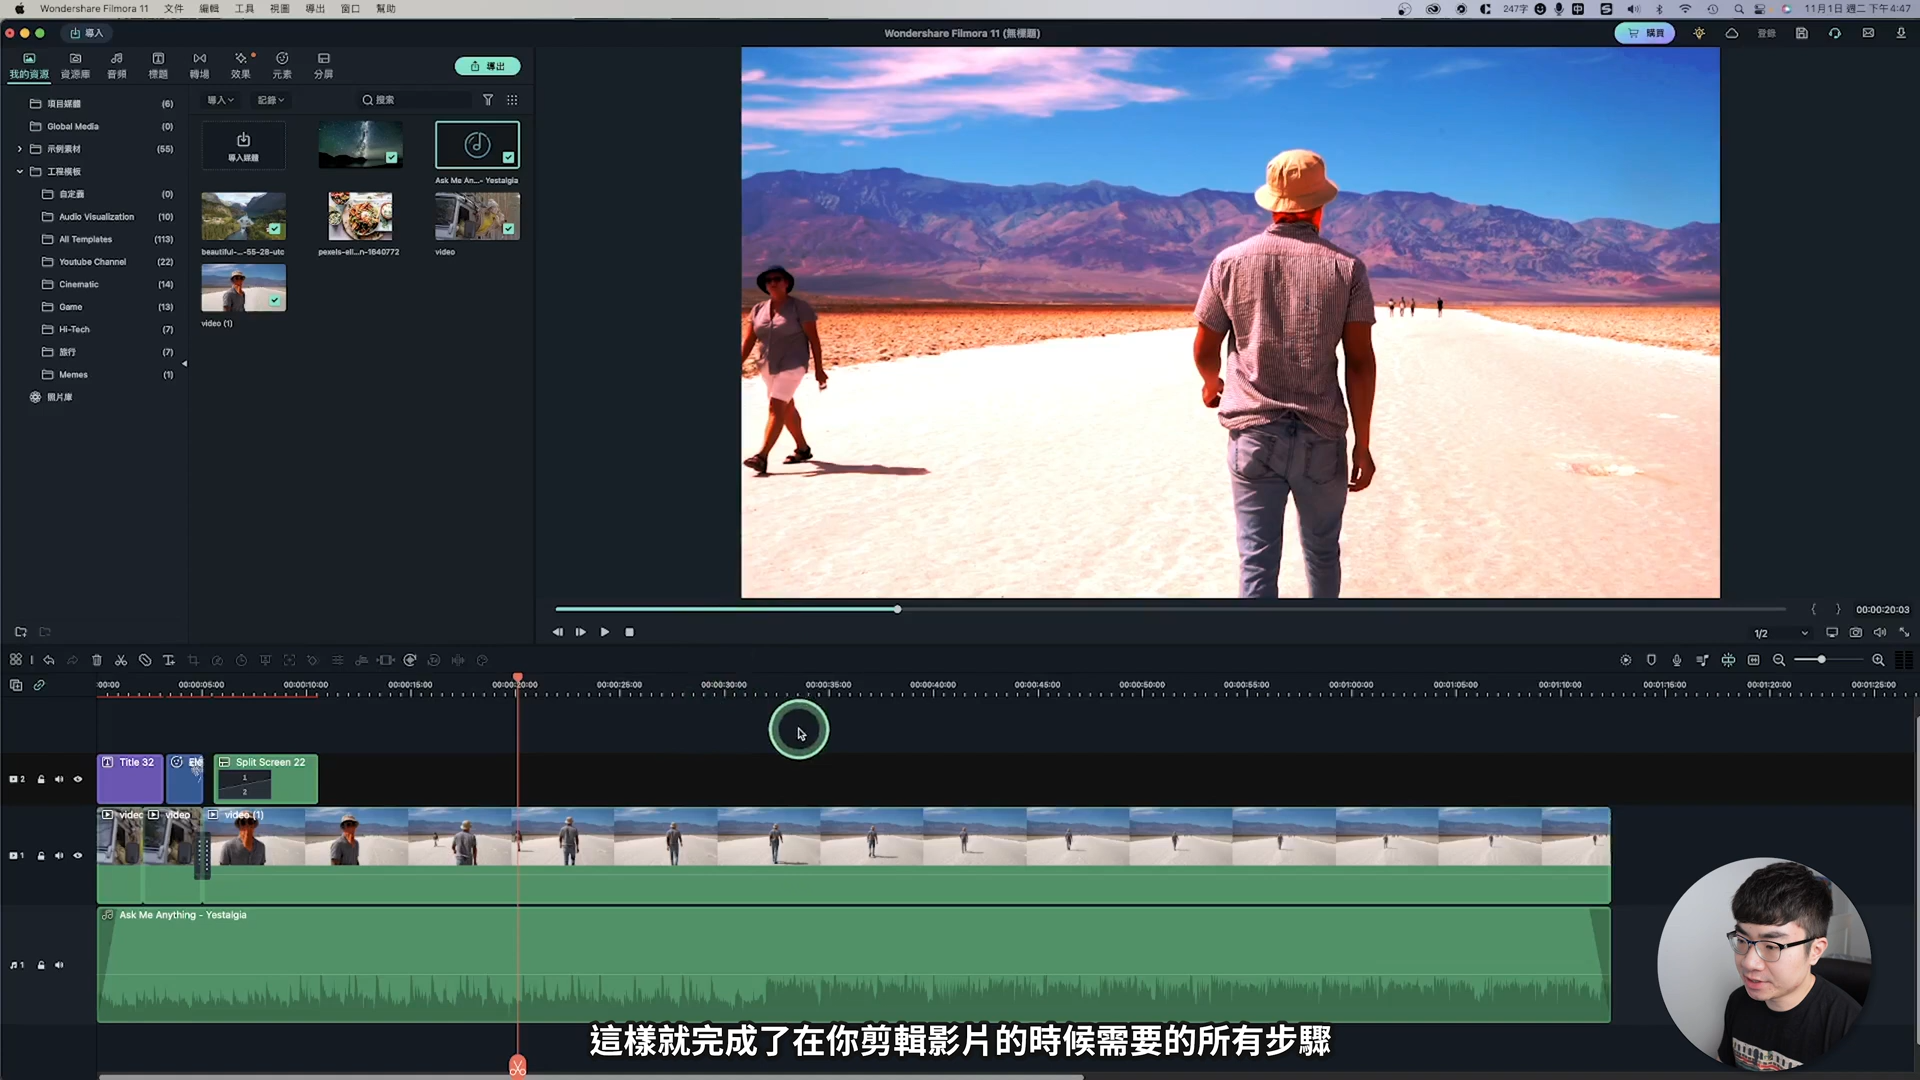 Wondershare Filmora 11 文件 編輯 工具 視圖 導出 窗口 幫助
247字 中 11月1日 週二 下午4:47
導入
Wondershare Filmora 11 (無標題)
購買
登錄
我的資源 資源庫 音頻 標題 轉場 效果 元素 分屏
導出
項目媒體 (6)
Global Media (0)
示例素材 (55)
工程模板
自定義 (0)
Audio Visualization (10)
All Templates (113)
Youtube Channel (22)
Cinematic (14)
Game (13)
Hi-Tech (7)
旅行 (7)
Memes (1)
照片庫
導入 記錄 搜索
導入媒體
Ask Me An...- Yestalgia
beautiful-...-55-28-utc
pexels-ell...n-1640772
video
video (1)
00:00:20:03
1/2
:00:00 00:00:05:00 00:00:10:00 00:00:15:00 00:00:20:00 00:00:25:00 00:00:30:00 00:00:35:00 00:00:40:00 00:00:45:00 00:00:50:00 00:00:55:00 00:01:00:00 00:01:05:00 00:01:10:00 00:01:15:00 00:01:20:00 00:01:25:00
2
Title 32
Ele
Split Screen 22
1
2
1
video
video
video (1)
1
Ask Me Anything - Yestalgia
這樣就完成了在你剪輯影片的時候需要的所有步驟